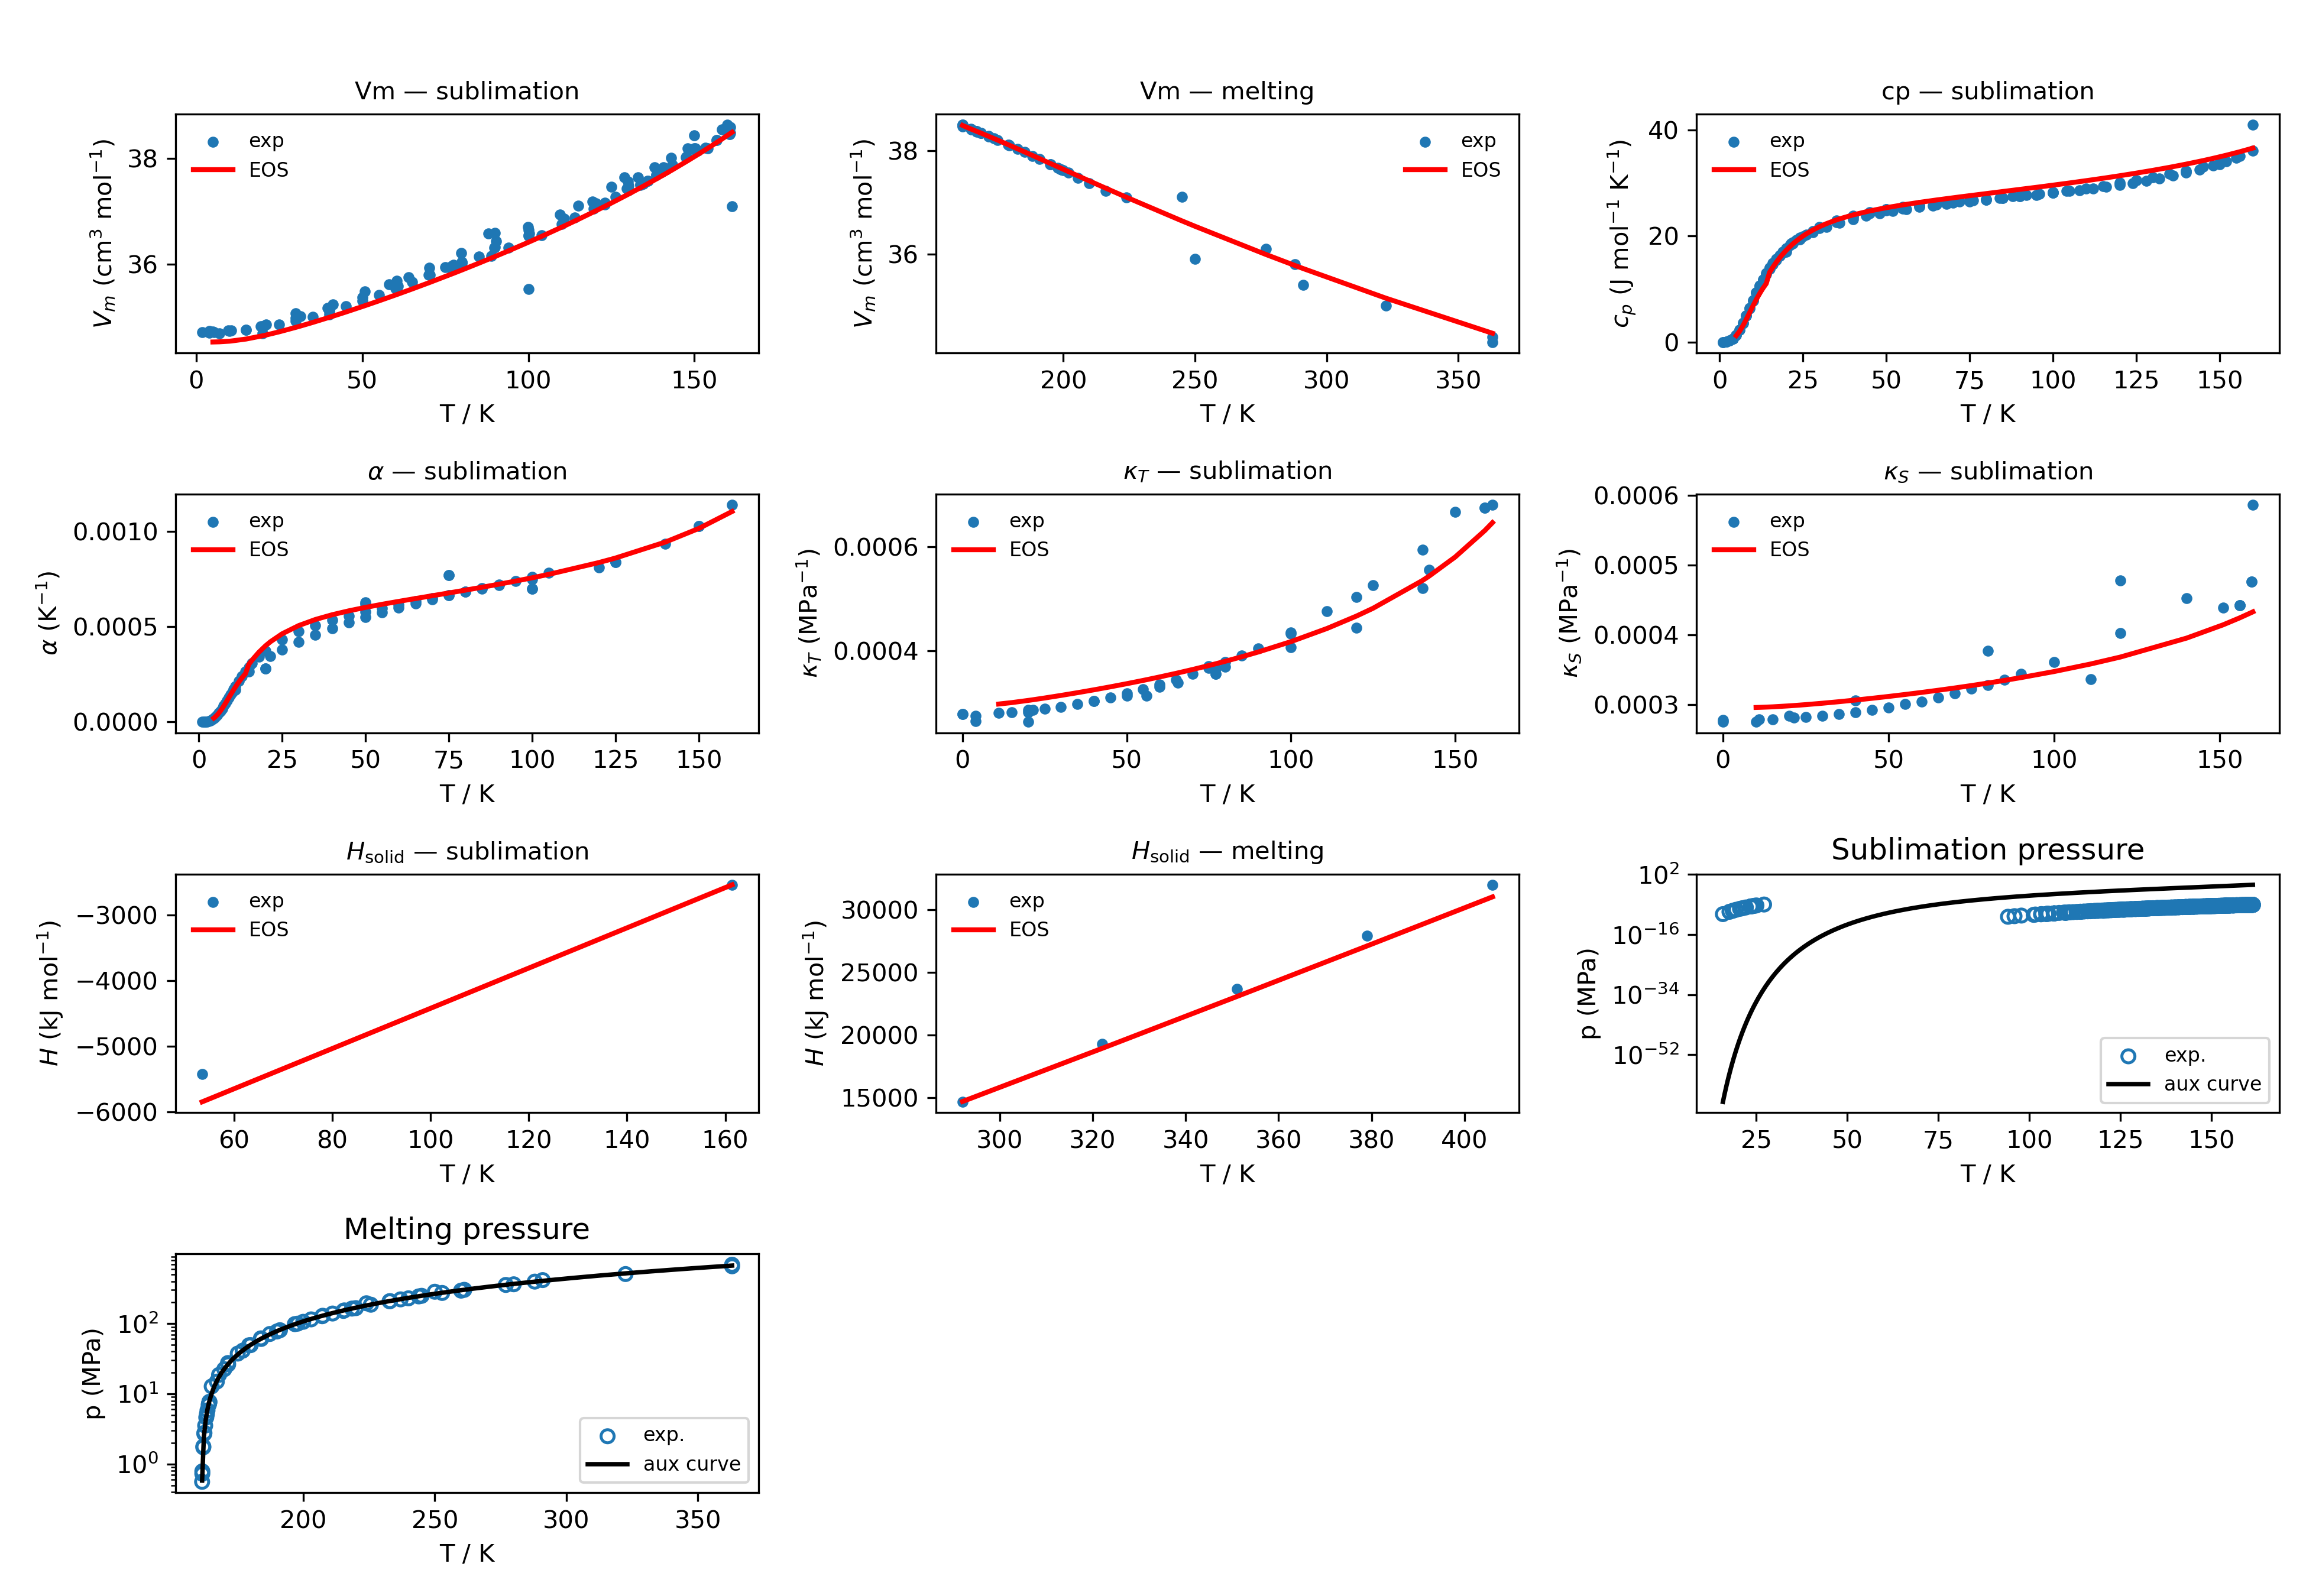 Vm — sublimation
38
36
V_m (cm³ mol⁻¹)
exp
EOS
0 50 100 150
T / K
Vm — melting
38
36
V_m (cm³ mol⁻¹)
exp
EOS
200 250 300 350
T / K
cp — sublimation
40
20
0
c_p (J mol⁻¹ K⁻¹)
exp
EOS
0 25 50 75 100 125 150
T / K
α — sublimation
0.0010
0.0005
0.0000
α (K⁻¹)
exp
EOS
0 25 50 75 100 125 150
T / K
κ_T — sublimation
0.0006
0.0004
κ_T (MPa⁻¹)
exp
EOS
0 50 100 150
T / K
κ_S — sublimation
0.0006
0.0005
0.0004
0.0003
κ_S (MPa⁻¹)
exp
EOS
0 50 100 150
T / K
H_solid — sublimation
−3000
−4000
−5000
−6000
H (kJ mol⁻¹)
exp
EOS
60 80 100 120 140 160
T / K
H_solid — melting
30000
25000
20000
15000
H (kJ mol⁻¹)
exp
EOS
300 320 340 360 380 400
T / K
Sublimation pressure
10²
10⁻¹⁶
10⁻³⁴
10⁻⁵²
p (MPa)
exp.
aux curve
25 50 75 100 125 150
T / K
Melting pressure
10²
10¹
10⁰
p (MPa)
exp.
aux curve
200 250 300 350
T / K